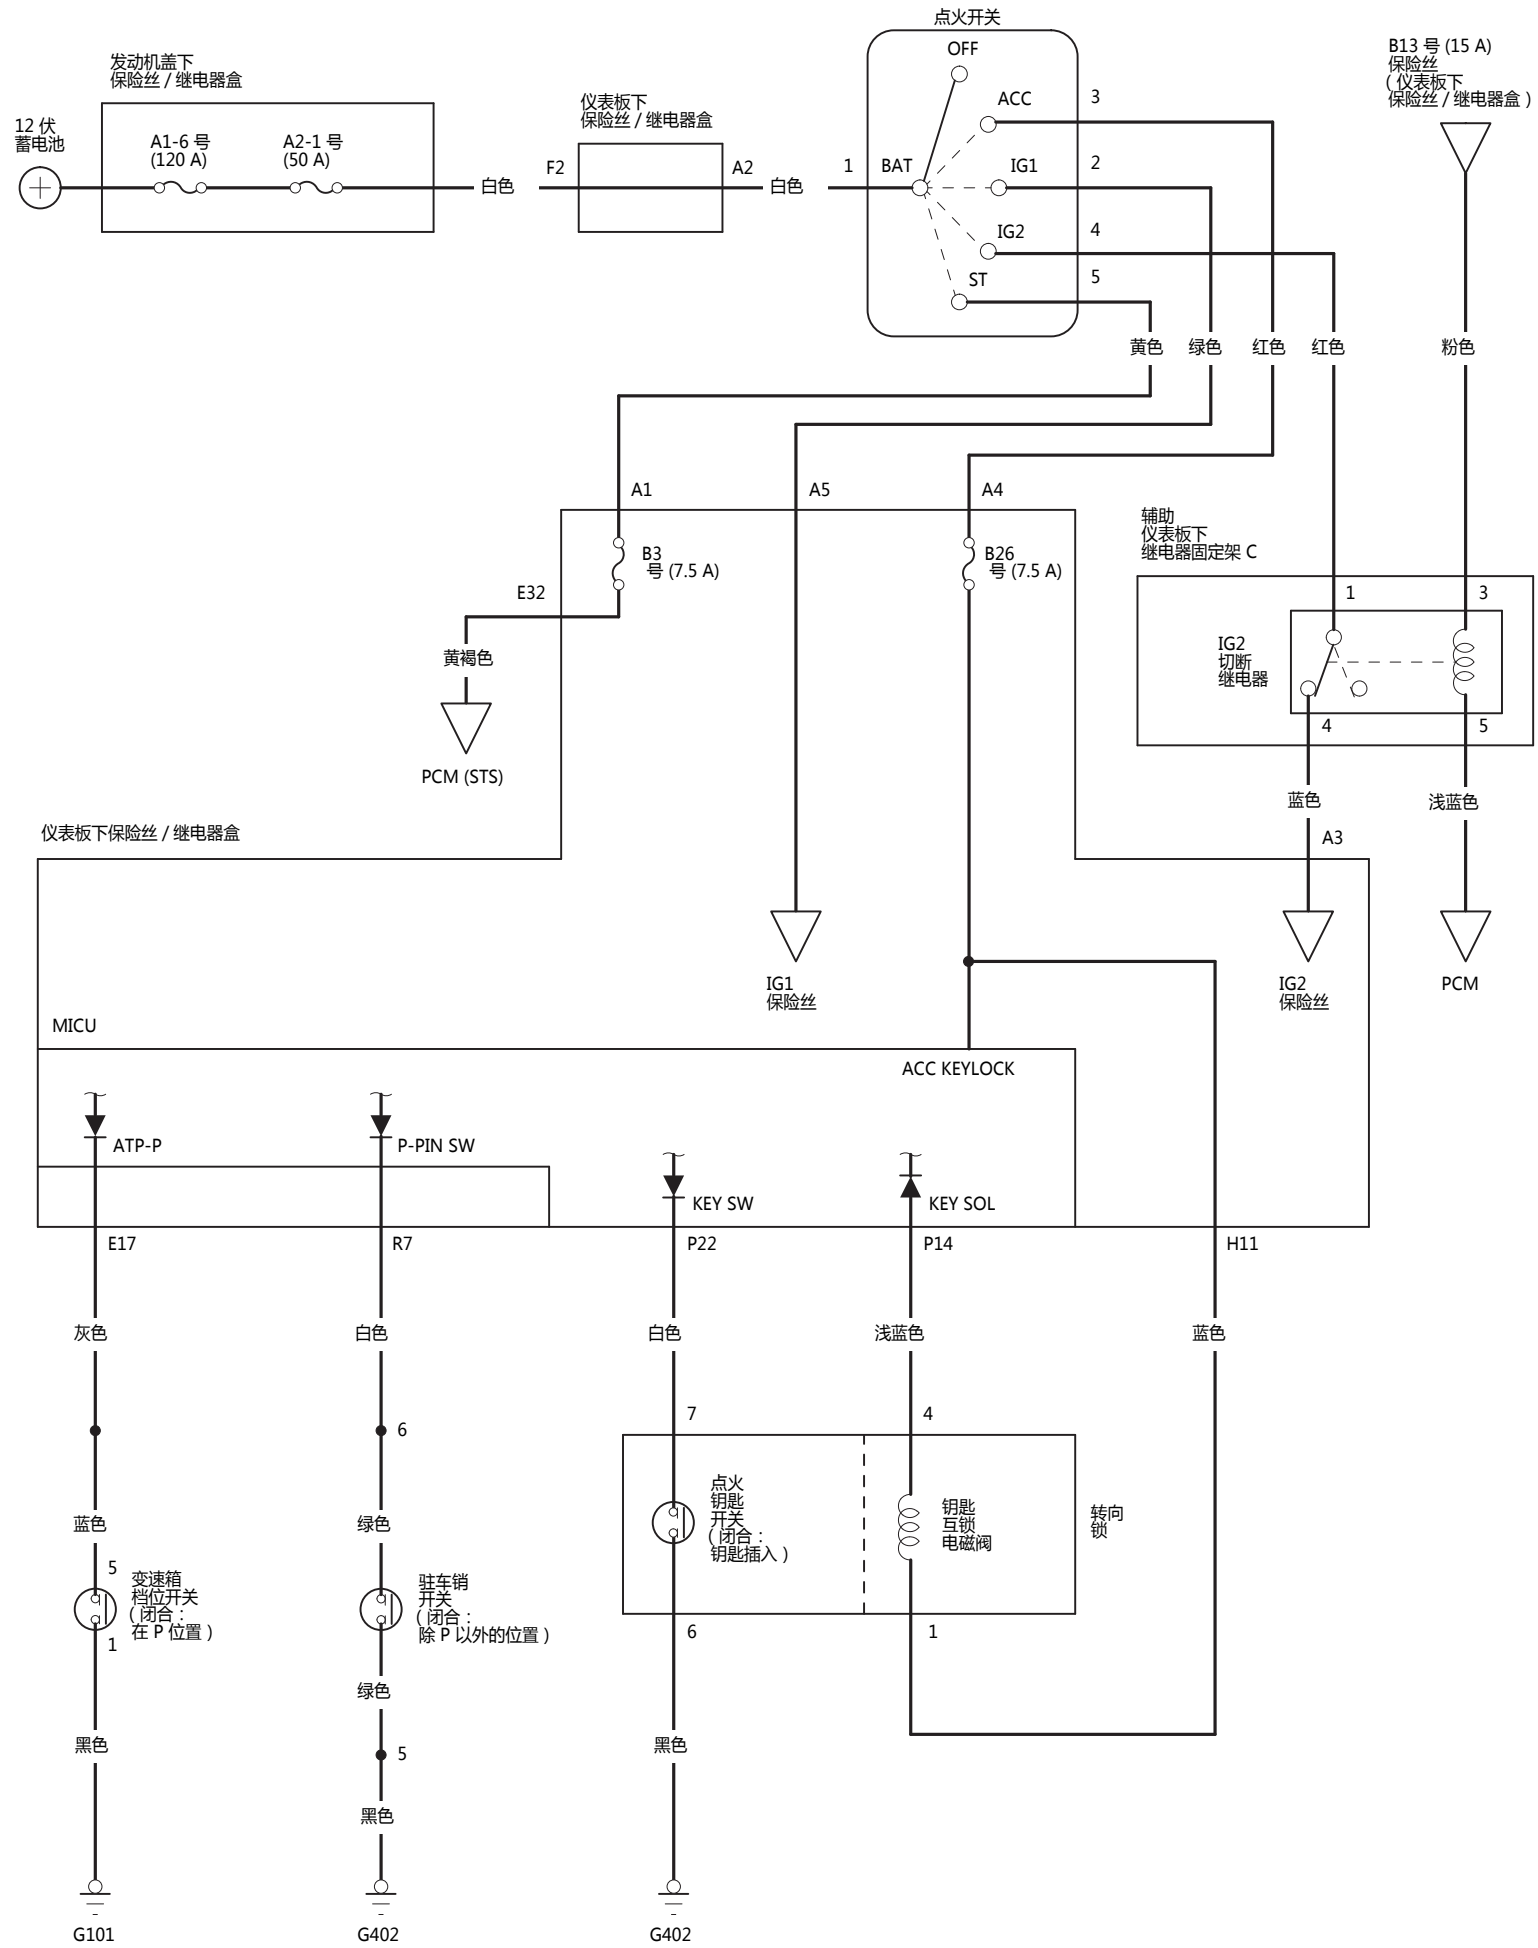 点火开关
OFF
B13 号 (15 A)
保险丝
( 仪表板下
保险丝 / 继电器盒 )
发动机盖下
保险丝 / 继电器盒
仪表板下
保险丝 / 继电器盒
ACC
3
12 伏
蓄电池
A1-6 号
(120 A)
A2-1 号
(50 A)
白色
F2
A2
白色
1
BAT
IG1
2
IG2
4
ST
5
黄色
绿色
红色
红色
粉色
A1
A5
A4
辅助
仪表板下
继电器固定架 C
B3
号 (7.5 A)
B26
号 (7.5 A)
E32
1
3
黄褐色
IG2
切断
继电器
4
5
PCM (STS)
蓝色
浅蓝色
仪表板下保险丝 / 继电器盒
A3
IG1
保险丝
IG2
保险丝
PCM
MICU
ACC KEYLOCK
ATP-P
P-PIN SW
KEY SW
KEY SOL
E17
R7
P22
P14
H11
灰色
白色
白色
浅蓝色
蓝色
6
7
4
点火
钥匙
开关
( 闭合 :
钥匙插入 )
钥匙
互锁
电磁阀
转向
锁
蓝色
绿色
5
变速箱
档位开关
( 闭合 :
在 P 位置 )
1
驻车销
开关
( 闭合 :
除 P 以外的位置 )
6
1
绿色
黑色
5
黑色
黑色
G101
G402
G402